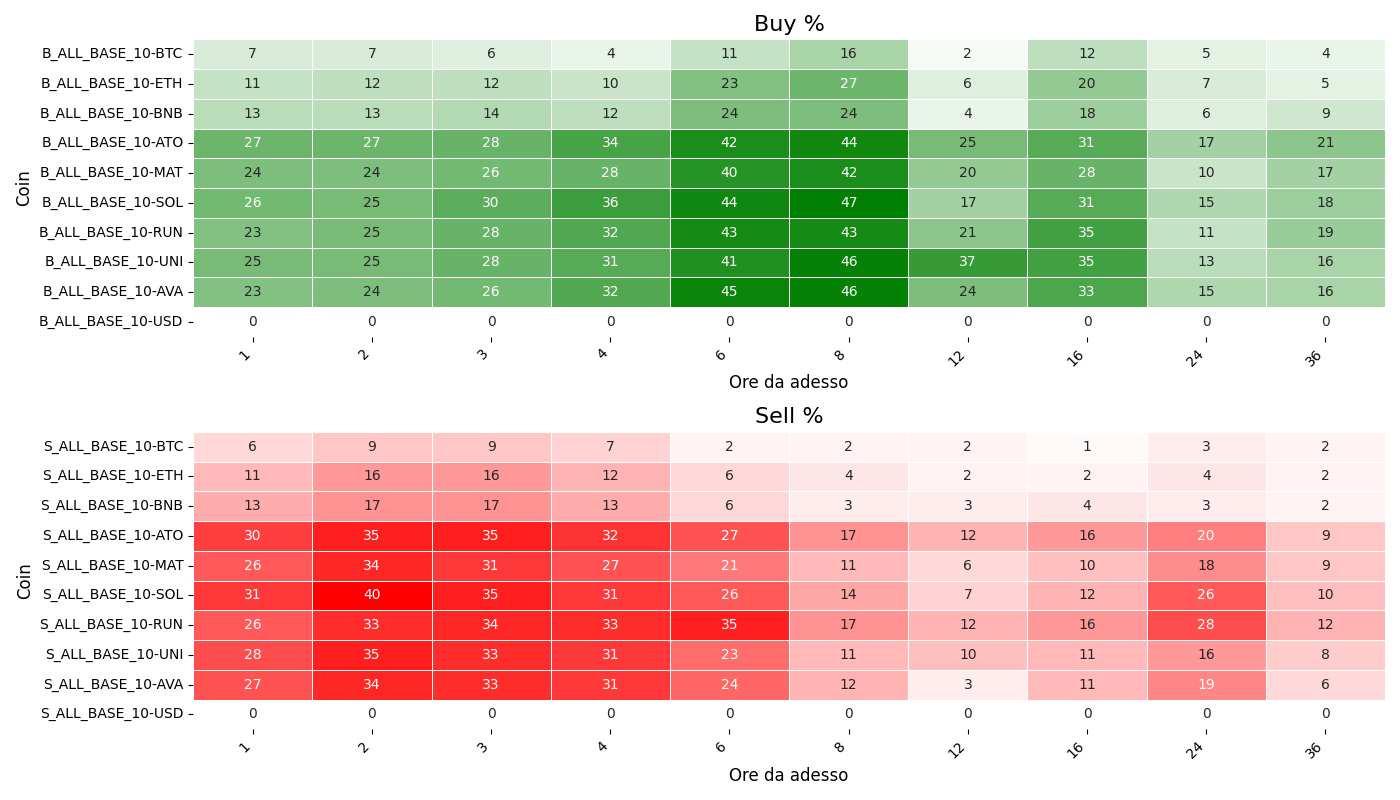 Buy %
Coin
B_ALL_BASE_10-BTC 7 7 6 4 11 16 2 12 5 4
B_ALL_BASE_10-ETH 11 12 12 10 23 27 6 20 7 5
B_ALL_BASE_10-BNB 13 13 14 12 24 24 4 18 6 9
B_ALL_BASE_10-ATO 27 27 28 34 42 44 25 31 17 21
B_ALL_BASE_10-MAT 24 24 26 28 40 42 20 28 10 17
B_ALL_BASE_10-SOL 26 25 30 36 44 47 17 31 15 18
B_ALL_BASE_10-RUN 23 25 28 32 43 43 21 35 11 19
B_ALL_BASE_10-UNI 25 25 28 31 41 46 37 35 13 16
B_ALL_BASE_10-AVA 23 24 26 32 45 46 24 33 15 16
B_ALL_BASE_10-USD 0 0 0 0 0 0 0 0 0 0
1 2 3 4 6 8 12 16 24 36
Ore da adesso
Sell %
Coin
S_ALL_BASE_10-BTC 6 9 9 7 2 2 2 1 3 2
S_ALL_BASE_10-ETH 11 16 16 12 6 4 2 2 4 2
S_ALL_BASE_10-BNB 13 17 17 13 6 3 3 4 3 2
S_ALL_BASE_10-ATO 30 35 35 32 27 17 12 16 20 9
S_ALL_BASE_10-MAT 26 34 31 27 21 11 6 10 18 9
S_ALL_BASE_10-SOL 31 40 35 31 26 14 7 12 26 10
S_ALL_BASE_10-RUN 26 33 34 33 35 17 12 16 28 12
S_ALL_BASE_10-UNI 28 35 33 31 23 11 10 11 16 8
S_ALL_BASE_10-AVA 27 34 33 31 24 12 3 11 19 6
S_ALL_BASE_10-USD 0 0 0 0 0 0 0 0 0 0
1 2 3 4 6 8 12 16 24 36
Ore da adesso